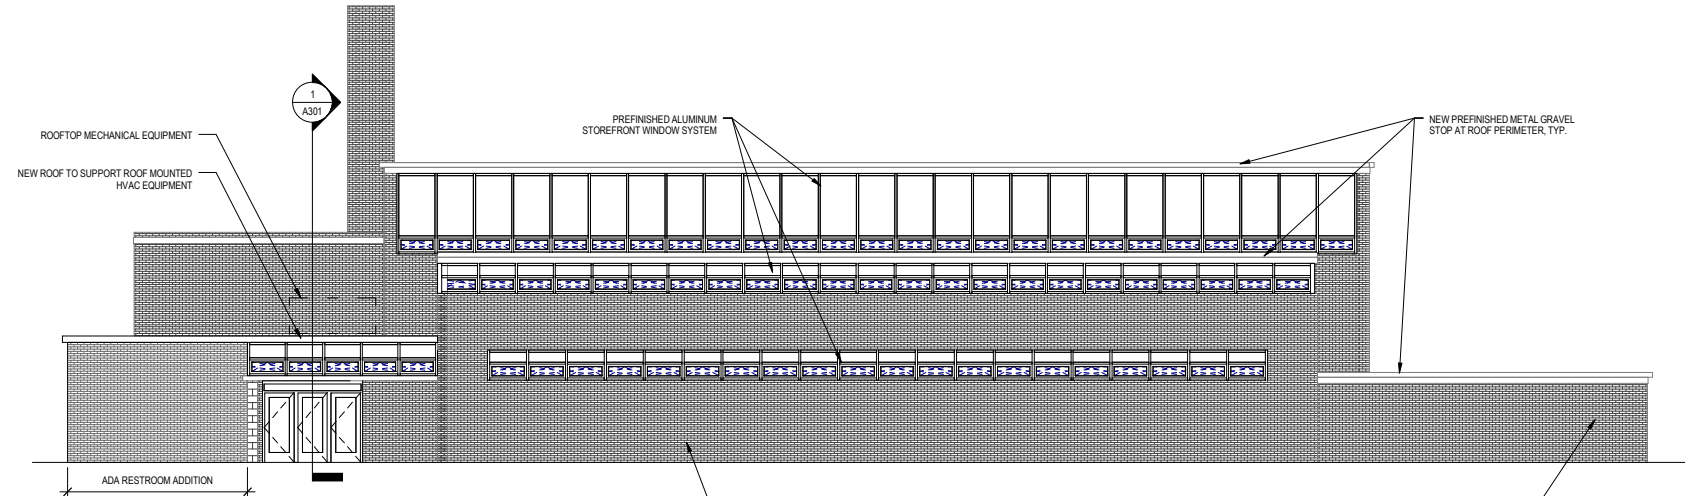 1
A301
ROOFTOP MECHANICAL EQUIPMENT
NEW ROOF TO SUPPORT ROOF MOUNTED
HVAC EQUIPMENT
PREFINISHED ALUMINUM
STOREFRONT WINDOW SYSTEM
NEW PREFINISHED METAL GRAVEL
STOP AT ROOF PERIMETER, TYP.
ADA RESTROOM ADDITION